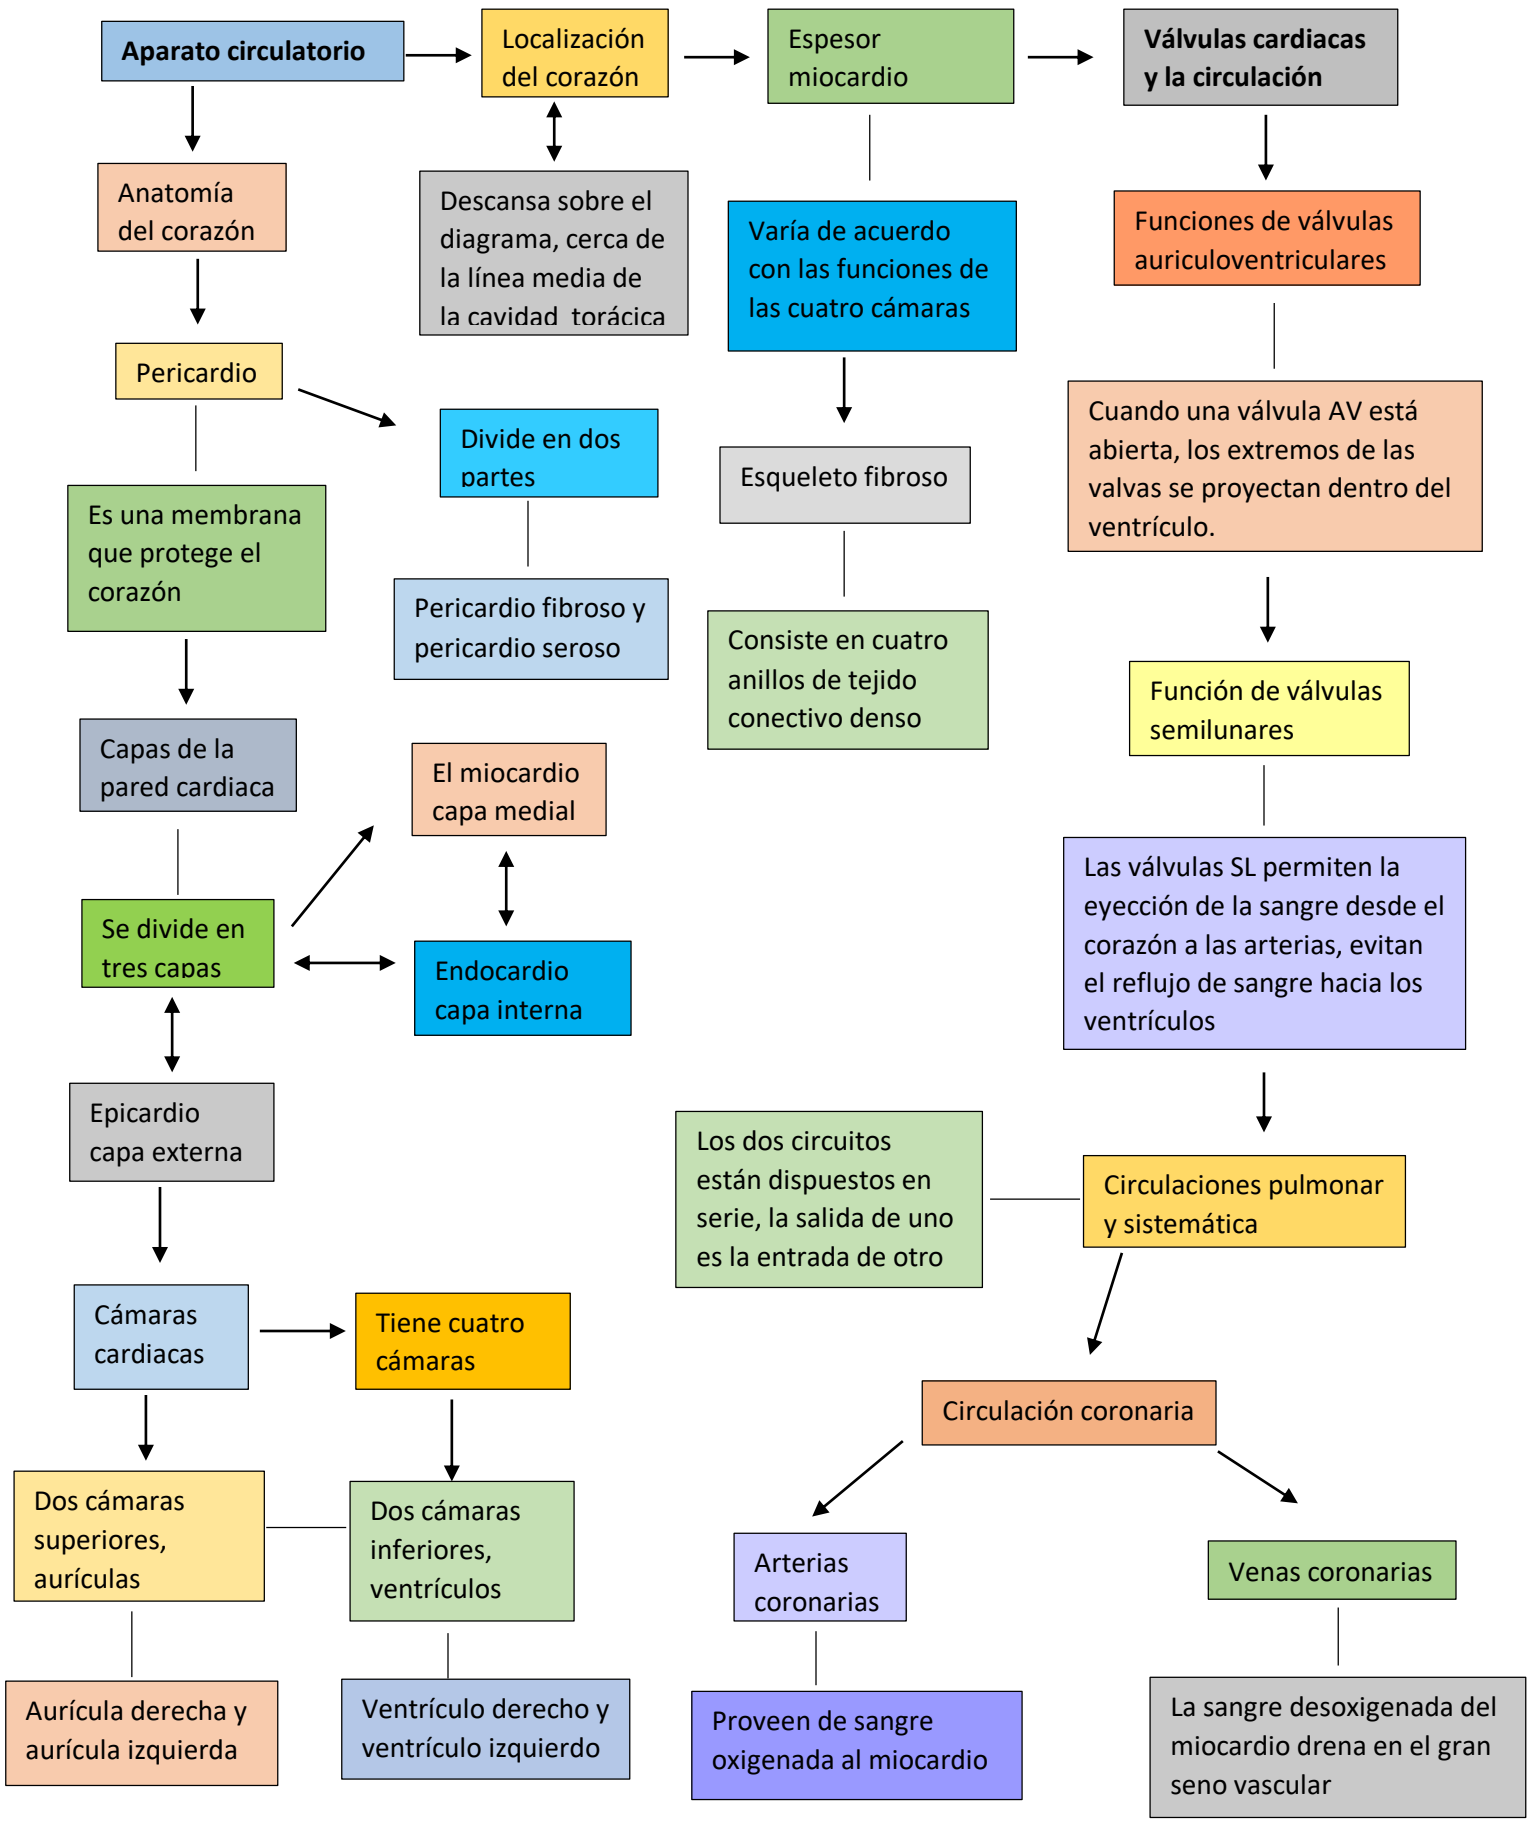 Aparato circulatorio
Localización
del corazón
Espesor
miocardio
Válvulas cardiacas
y la circulación
Anatomía
del corazón
Descansa sobre el
diagrama, cerca de
la línea media de
la cavidad torácica
Varía de acuerdo
con las funciones de
las cuatro cámaras
Funciones de válvulas
auriculoventriculares
Pericardio
Divide en dos
partes
Esqueleto fibroso
Cuando una válvula AV está
abierta, los extremos de las
valvas se proyectan dentro del
ventrículo.
Es una membrana
que protege el
corazón
Pericardio fibroso y
pericardio seroso
Consiste en cuatro
anillos de tejido
conectivo denso
Función de válvulas
semilunares
Capas de la
pared cardiaca
El miocardio
capa medial
Las válvulas SL permiten la
eyección de la sangre desde el
corazón a las arterias, evitan
el reflujo de sangre hacia los
ventrículos
Se divide en
tres capas
Endocardio
capa interna
Epicardio
capa externa
Los dos circuitos
están dispuestos en
serie, la salida de uno
es la entrada de otro
Circulaciones pulmonar
y sistemática
Cámaras
cardiacas
Tiene cuatro
cámaras
Circulación coronaria
Dos cámaras
superiores,
aurículas
Dos cámaras
inferiores,
ventrículos
Arterias
coronarias
Venas coronarias
Aurícula derecha y
aurícula izquierda
Ventrículo derecho y
ventrículo izquierdo
Proveen de sangre
oxigenada al miocardio
La sangre desoxigenada del
miocardio drena en el gran
seno vascular